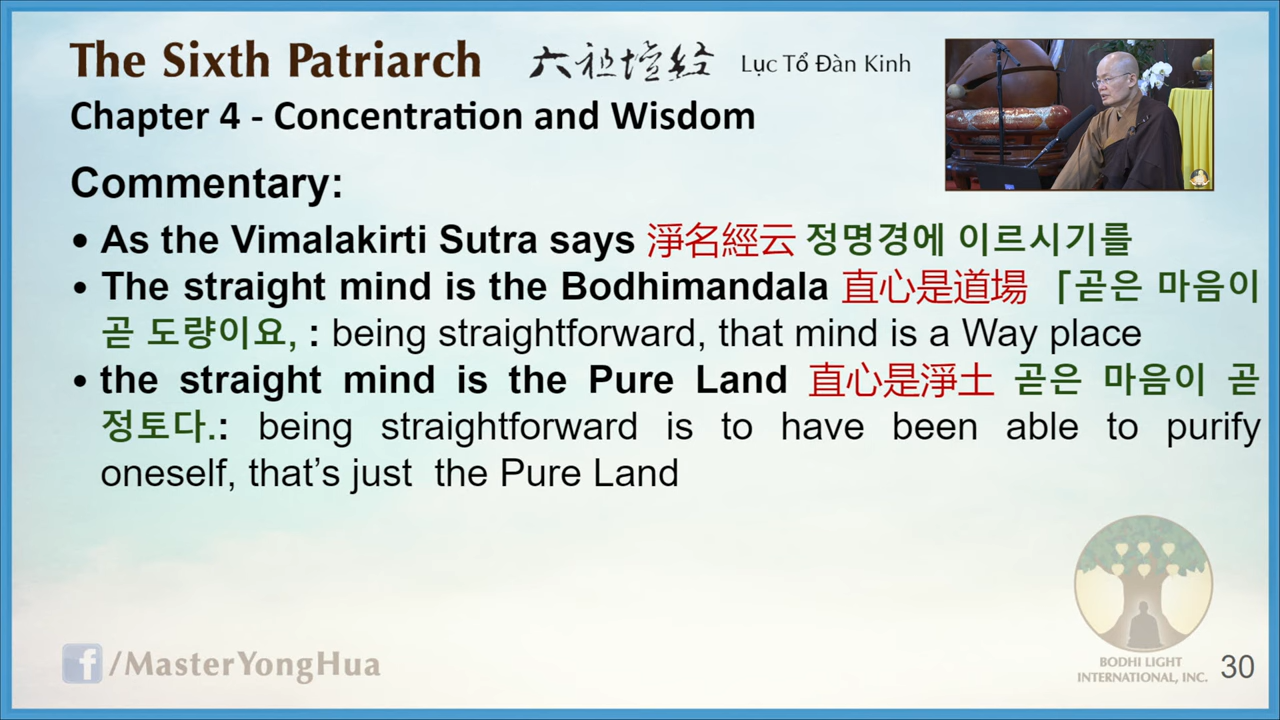 The Sixth Patriarch 六祖壇経 Lục Tổ Đàn Kinh
Chapter 4 - Concentration and Wisdom
Commentary:
• As the Vimalakirti Sutra says 淨名經云 정명경에 이르시기를
• The straight mind is the Bodhimandala 直心是道場 「곧은 마음이
곧 도량이요, : being straightforward, that mind is a Way place
• the straight mind is the Pure Land 直心是淨土 곧은 마음이 곧
정토다.: being straightforward is to have been able to purify
oneself, that’s just the Pure Land
f /MasterYongHua
BODHI LIGHT
INTERNATIONAL, INC.
30